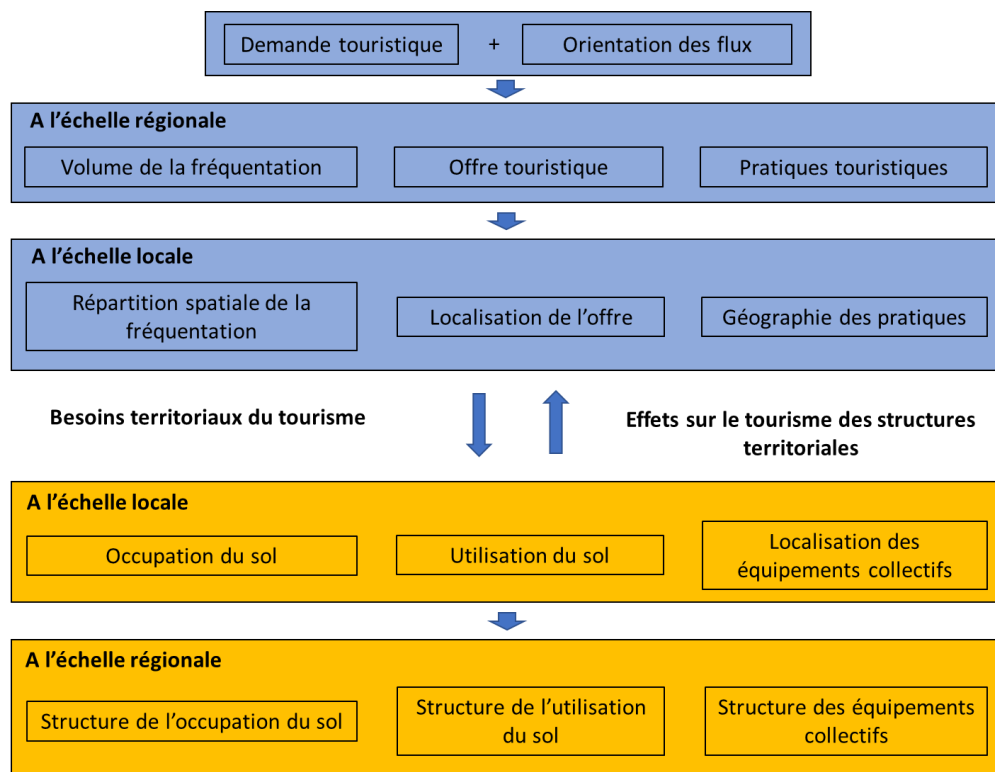 Demande touristique + Orientation des flux
A l’échelle régionale
Volume de la fréquentation
Offre touristique
Pratiques touristiques
A l’échelle locale
Répartition spatiale de la
fréquentation
Localisation de l’offre
Géographie des pratiques
Besoins territoriaux du tourisme
Effets sur le tourisme des structures
territoriales
A l’échelle locale
Occupation du sol
Utilisation du sol
Localisation des
équipements collectifs
A l’échelle régionale
Structure de l’occupation du sol
Structure de l’utilisation
du sol
Structure des équipements
collectifs